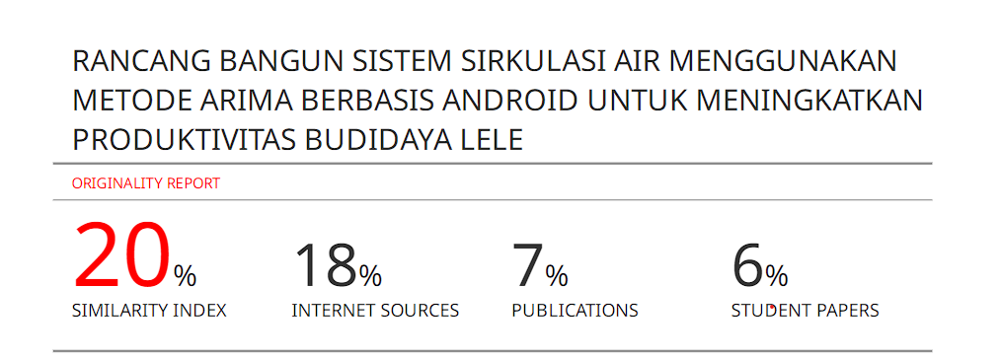 RANCANG BANGUN SISTEM SIRKULASI AIR MENGGUNAKAN
METODE ARIMA BERBASIS ANDROID UNTUK MENINGKATKAN
PRODUKTIVITAS BUDIDAYA LELE
ORIGINALITY REPORT
20% 18% 7% 6%
SIMILARITY INDEX INTERNET SOURCES PUBLICATIONS STUDENT PAPERS